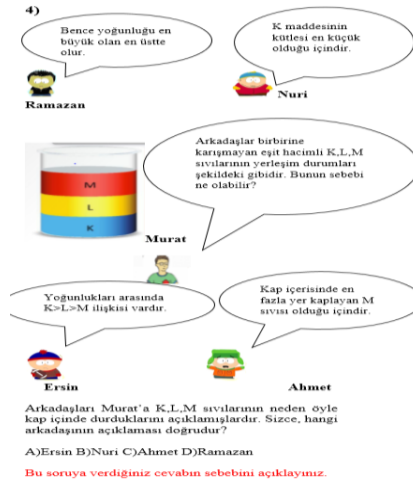 4)
Bence yoğunluğu en
büyük olan en üstte
olur.
Ramazan
K maddesinin
kütlesi en küçük
olduğu içindir.
Nuri
Arkadaşlar birbirine
karışmayan eşit hacimli K,L,M
sıvılarının yerleşim durumları
şekildeki gibidir. Bunun sebebi
ne olabilir?
M
L
K
Murat
Yoğunlukları arasında
K>L>M ilişkisi vardır.
Ersin
Kap içerisinde en
fazla yer kaplayan M
sıvısı olduğu içindir.
Ahmet
Arkadaşları Murat'a K,L,M sıvılarının neden öyle
kap içinde durduklarını açıklamışlardır. Sizce, hangi
arkadaşının açıklaması doğrudur?
A)Ersin B)Nuri C)Ahmet D)Ramazan
Bu soruya verdiğiniz cevabın sebebini açıklayınız.